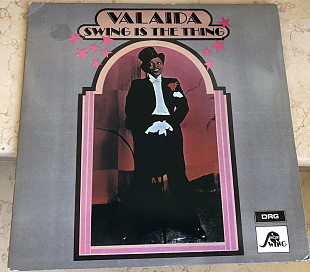 VALAIDA
SWING IS THE THING
DRG
SWING